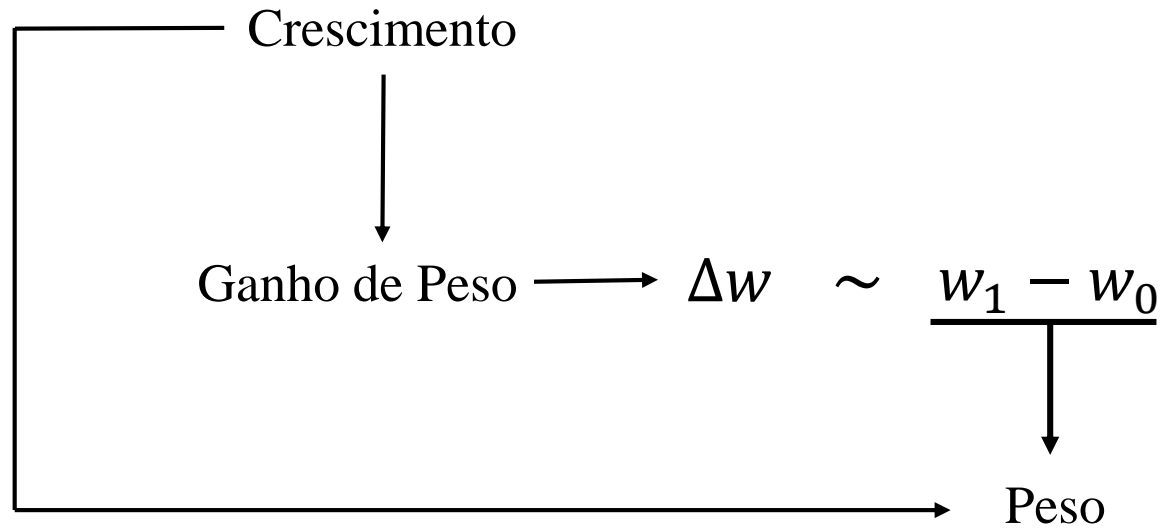 Crescimento
Ganho de Peso Δw ~ w₁ − w₀
Peso